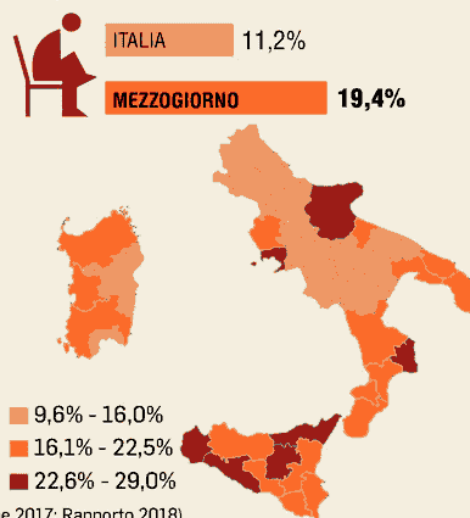 ITALIA 11,2%
MEZZOGIORNO 19,4%
9,6% - 16,0%
16,1% - 22,5%
22,6% - 29,0%
2017; Rapporto 2018)